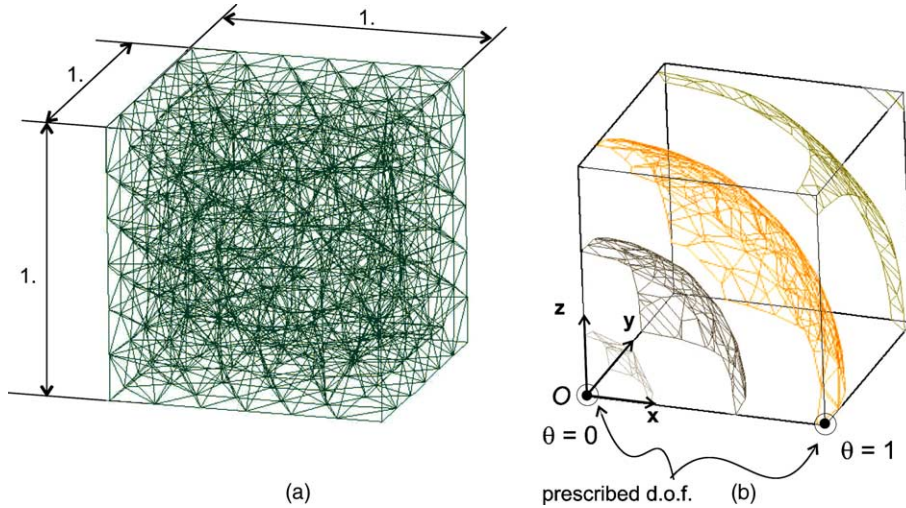 1.
1.
1.
z
y
O
x
θ = 0
θ = 1
prescribed d.o.f.
(a)
(b)